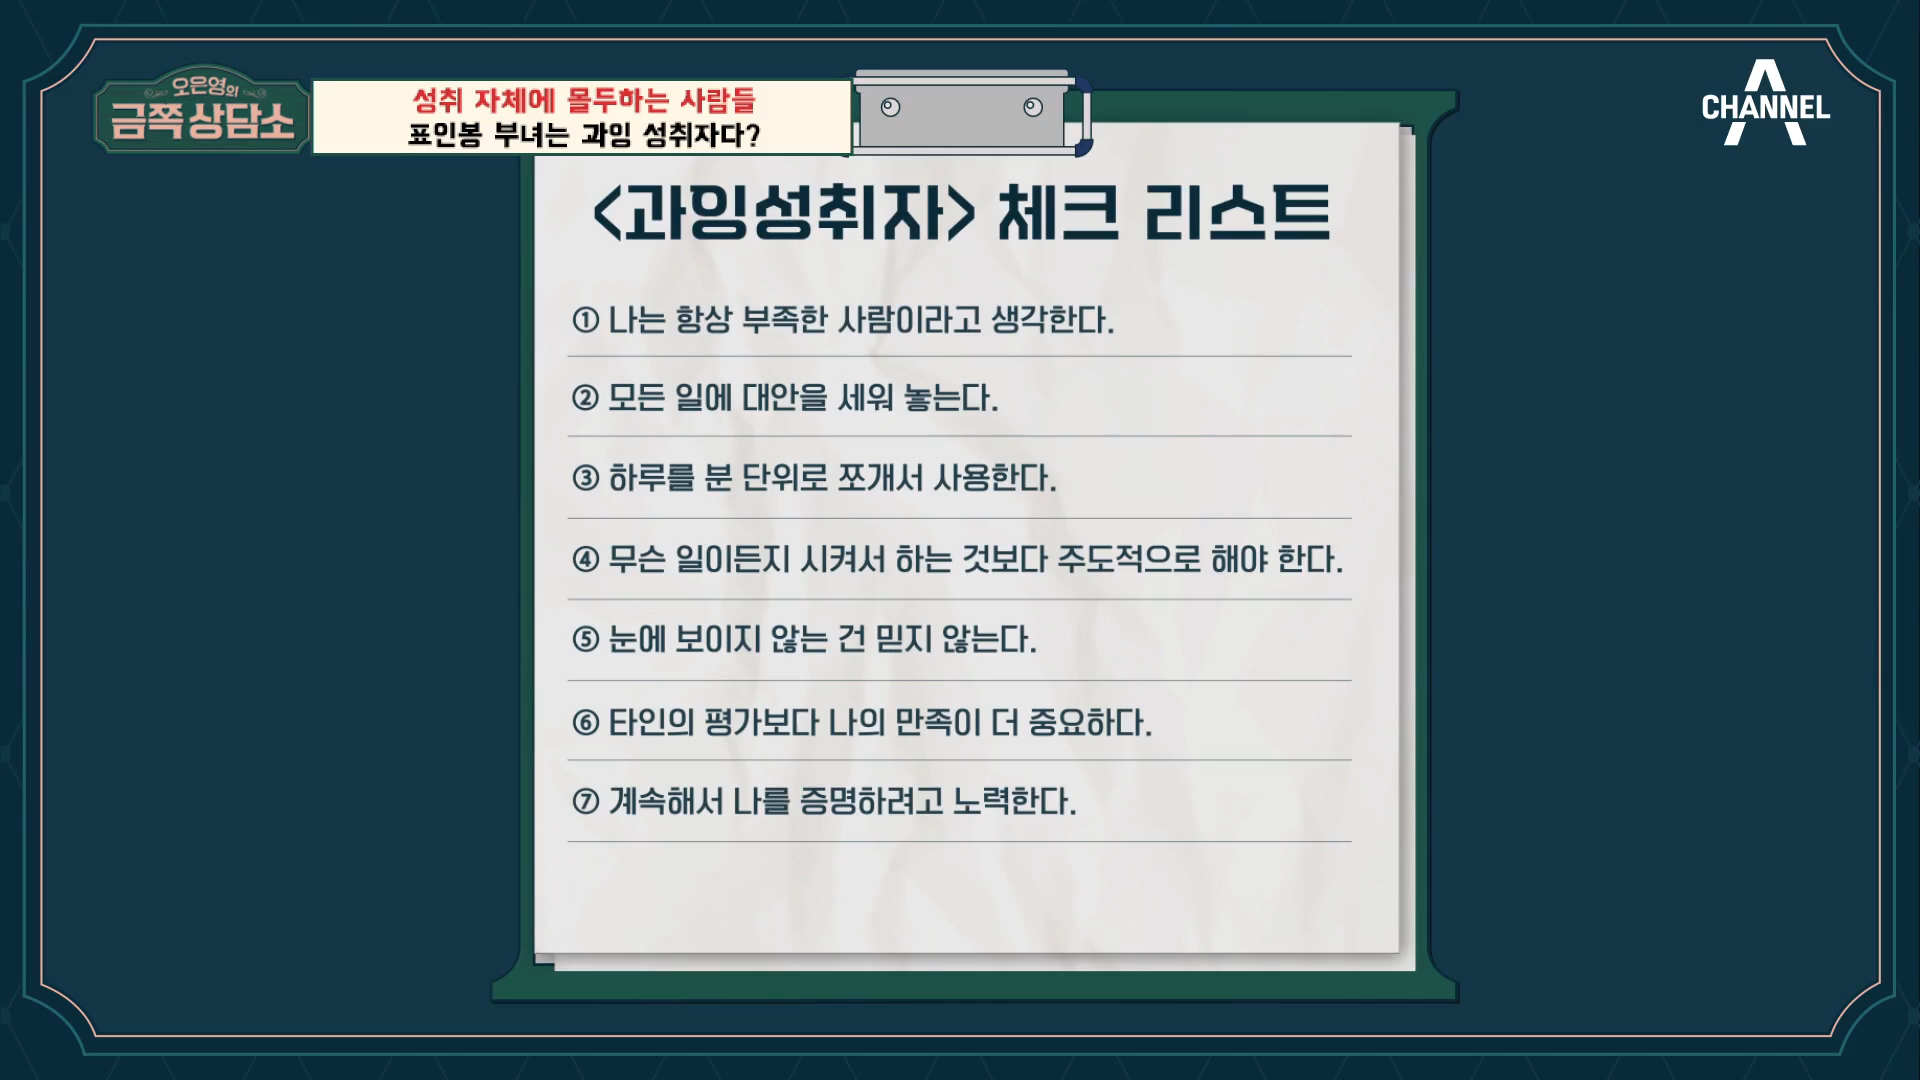 오은영의
금쪽 상담소
성취 자체에 몰두하는 사람들
표인봉 부녀는 과잉 성취자다?
CHANNEL A
<과잉성취자> 체크 리스트
① 나는 항상 부족한 사람이라고 생각한다.
② 모든 일에 대안을 세워 놓는다.
③ 하루를 분 단위로 쪼개서 사용한다.
④ 무슨 일이든지 시켜서 하는 것보다 주도적으로 해야 한다.
⑤ 눈에 보이지 않는 건 믿지 않는다.
⑥ 타인의 평가보다 나의 만족이 더 중요하다.
⑦ 계속해서 나를 증명하려고 노력한다.